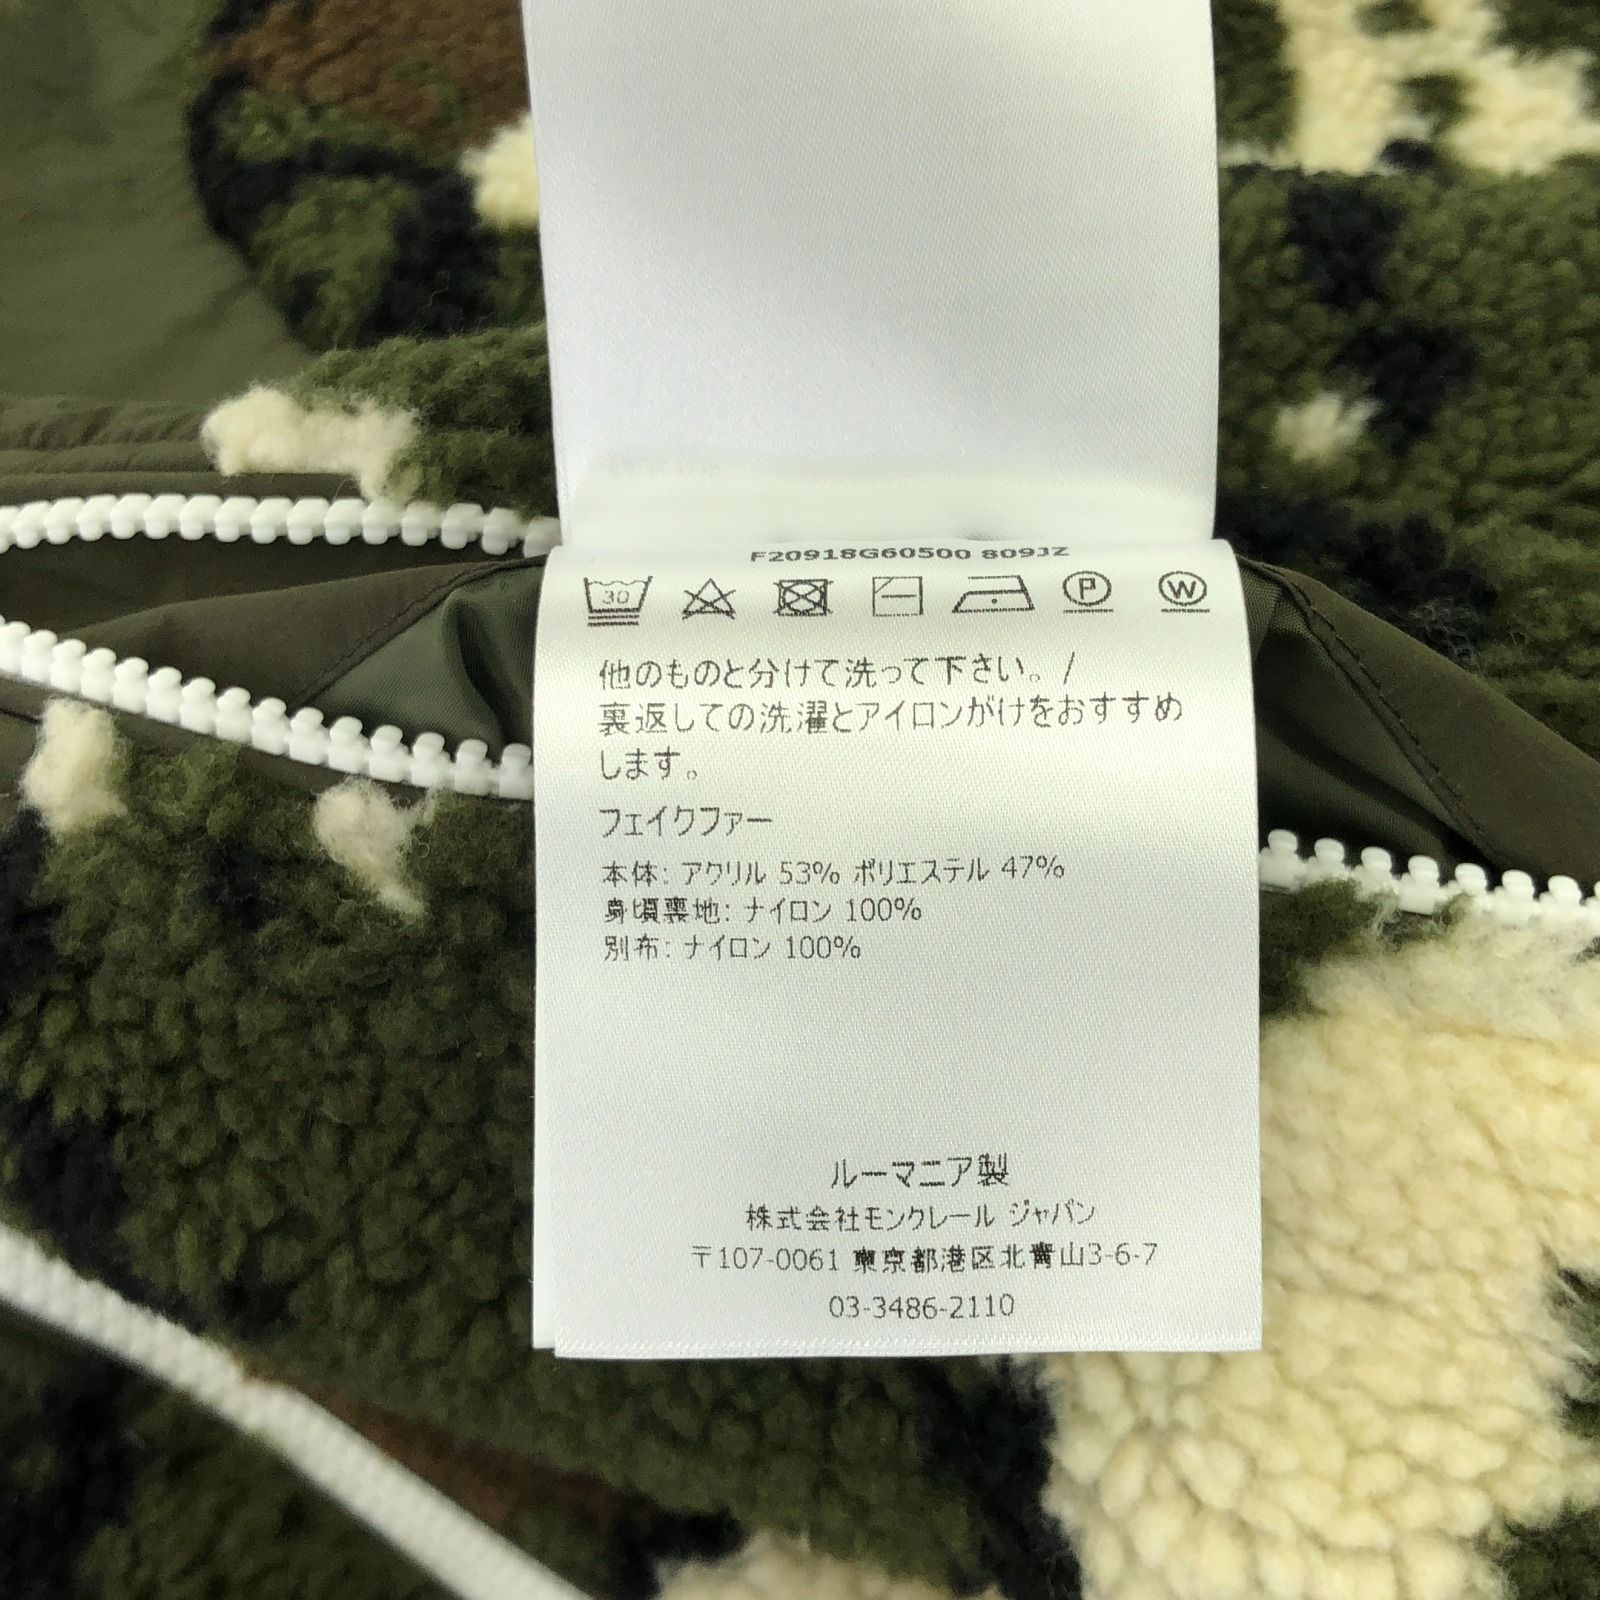 F20918G60500 809JZ
30 P W
他のものと分けて洗って下さい。/
裏返しての洗濯とアイロンがけをおすすめ
します。
フェイクファー
本体: アクリル 53% ポリエステル 47%
身頃裏地: ナイロン 100%
別布: ナイロン 100%
ルーマニア製
株式会社モンクレール ジャパン
〒107-0061 東京都港区北青山3-6-7
03-3486-2110